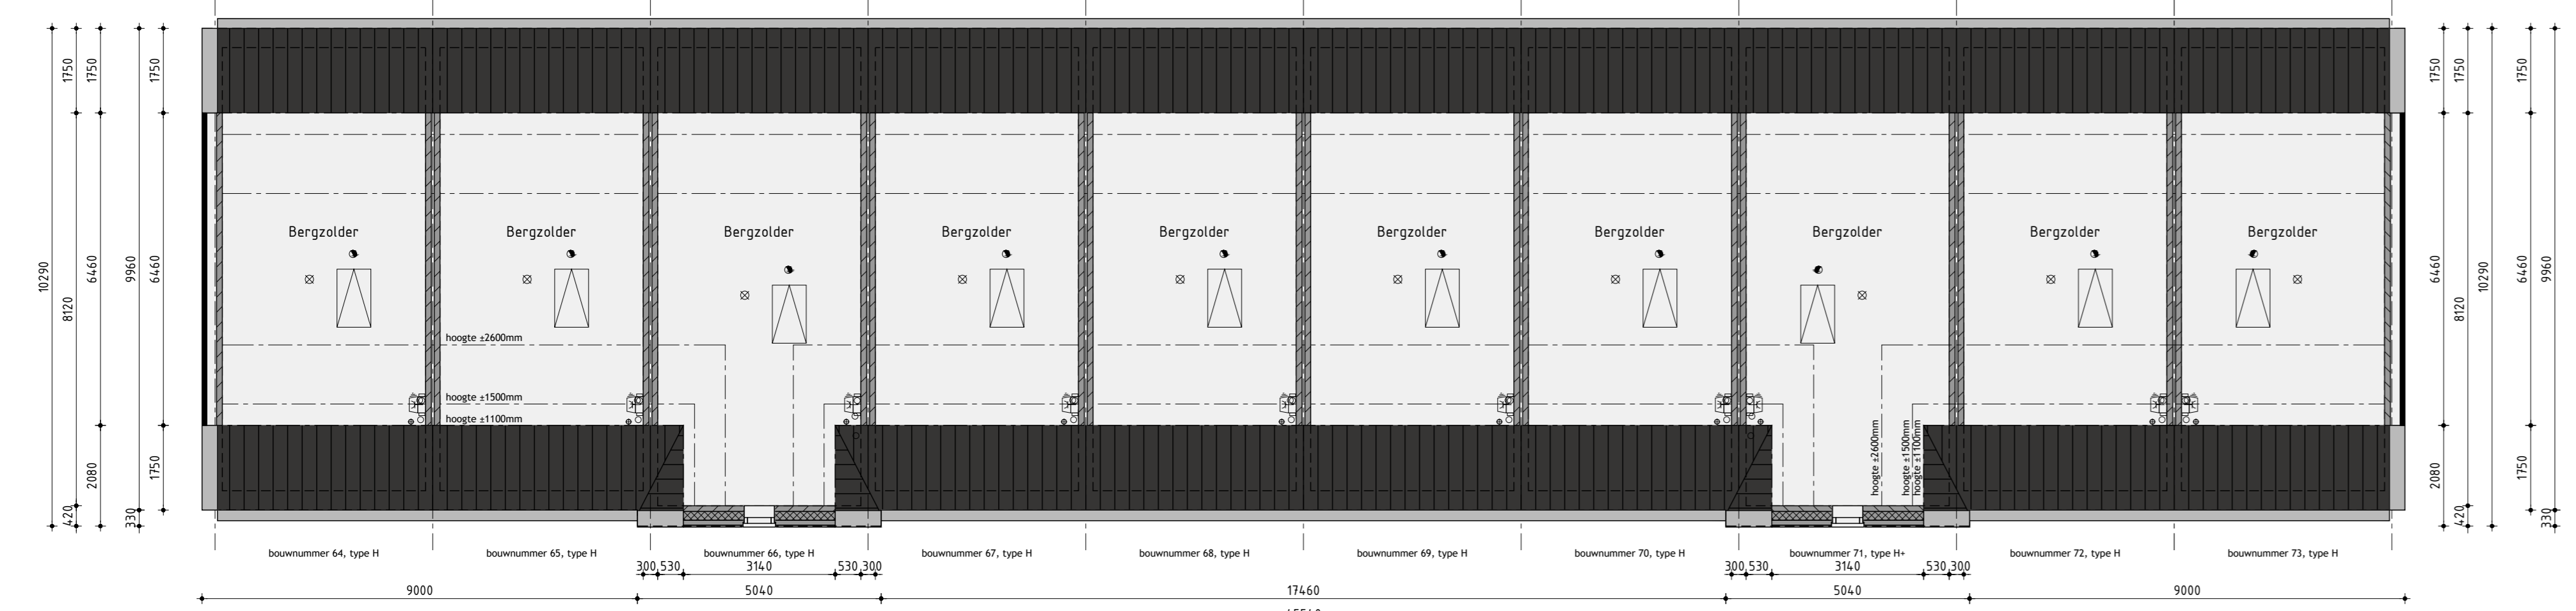 1750 1750 1750 1750 1750 1750
10290 8120 6460 9960 6460
6460 8120 10290 6460 9960
Bergzolder Bergzolder Bergzolder Bergzolder Bergzolder Bergzolder Bergzolder Bergzolder Bergzolder Bergzolder
hoogte ±2600mm
hoogte ±1500mm
hoogte ±1100mm
hoogte ±2600mm
hoogte ±1500mm
hoogte ±1100mm
2080 1750 2080 1750
420 330 420 330
bouwnummer 64, type H
bouwnummer 65, type H
bouwnummer 66, type H
bouwnummer 67, type H
bouwnummer 68, type H
bouwnummer 69, type H
bouwnummer 70, type H
bouwnummer 71, type H+
bouwnummer 72, type H
bouwnummer 73, type H
300 530 3140 530 300 300 530 3140 530 300
9000 5040 17460 5040 9000